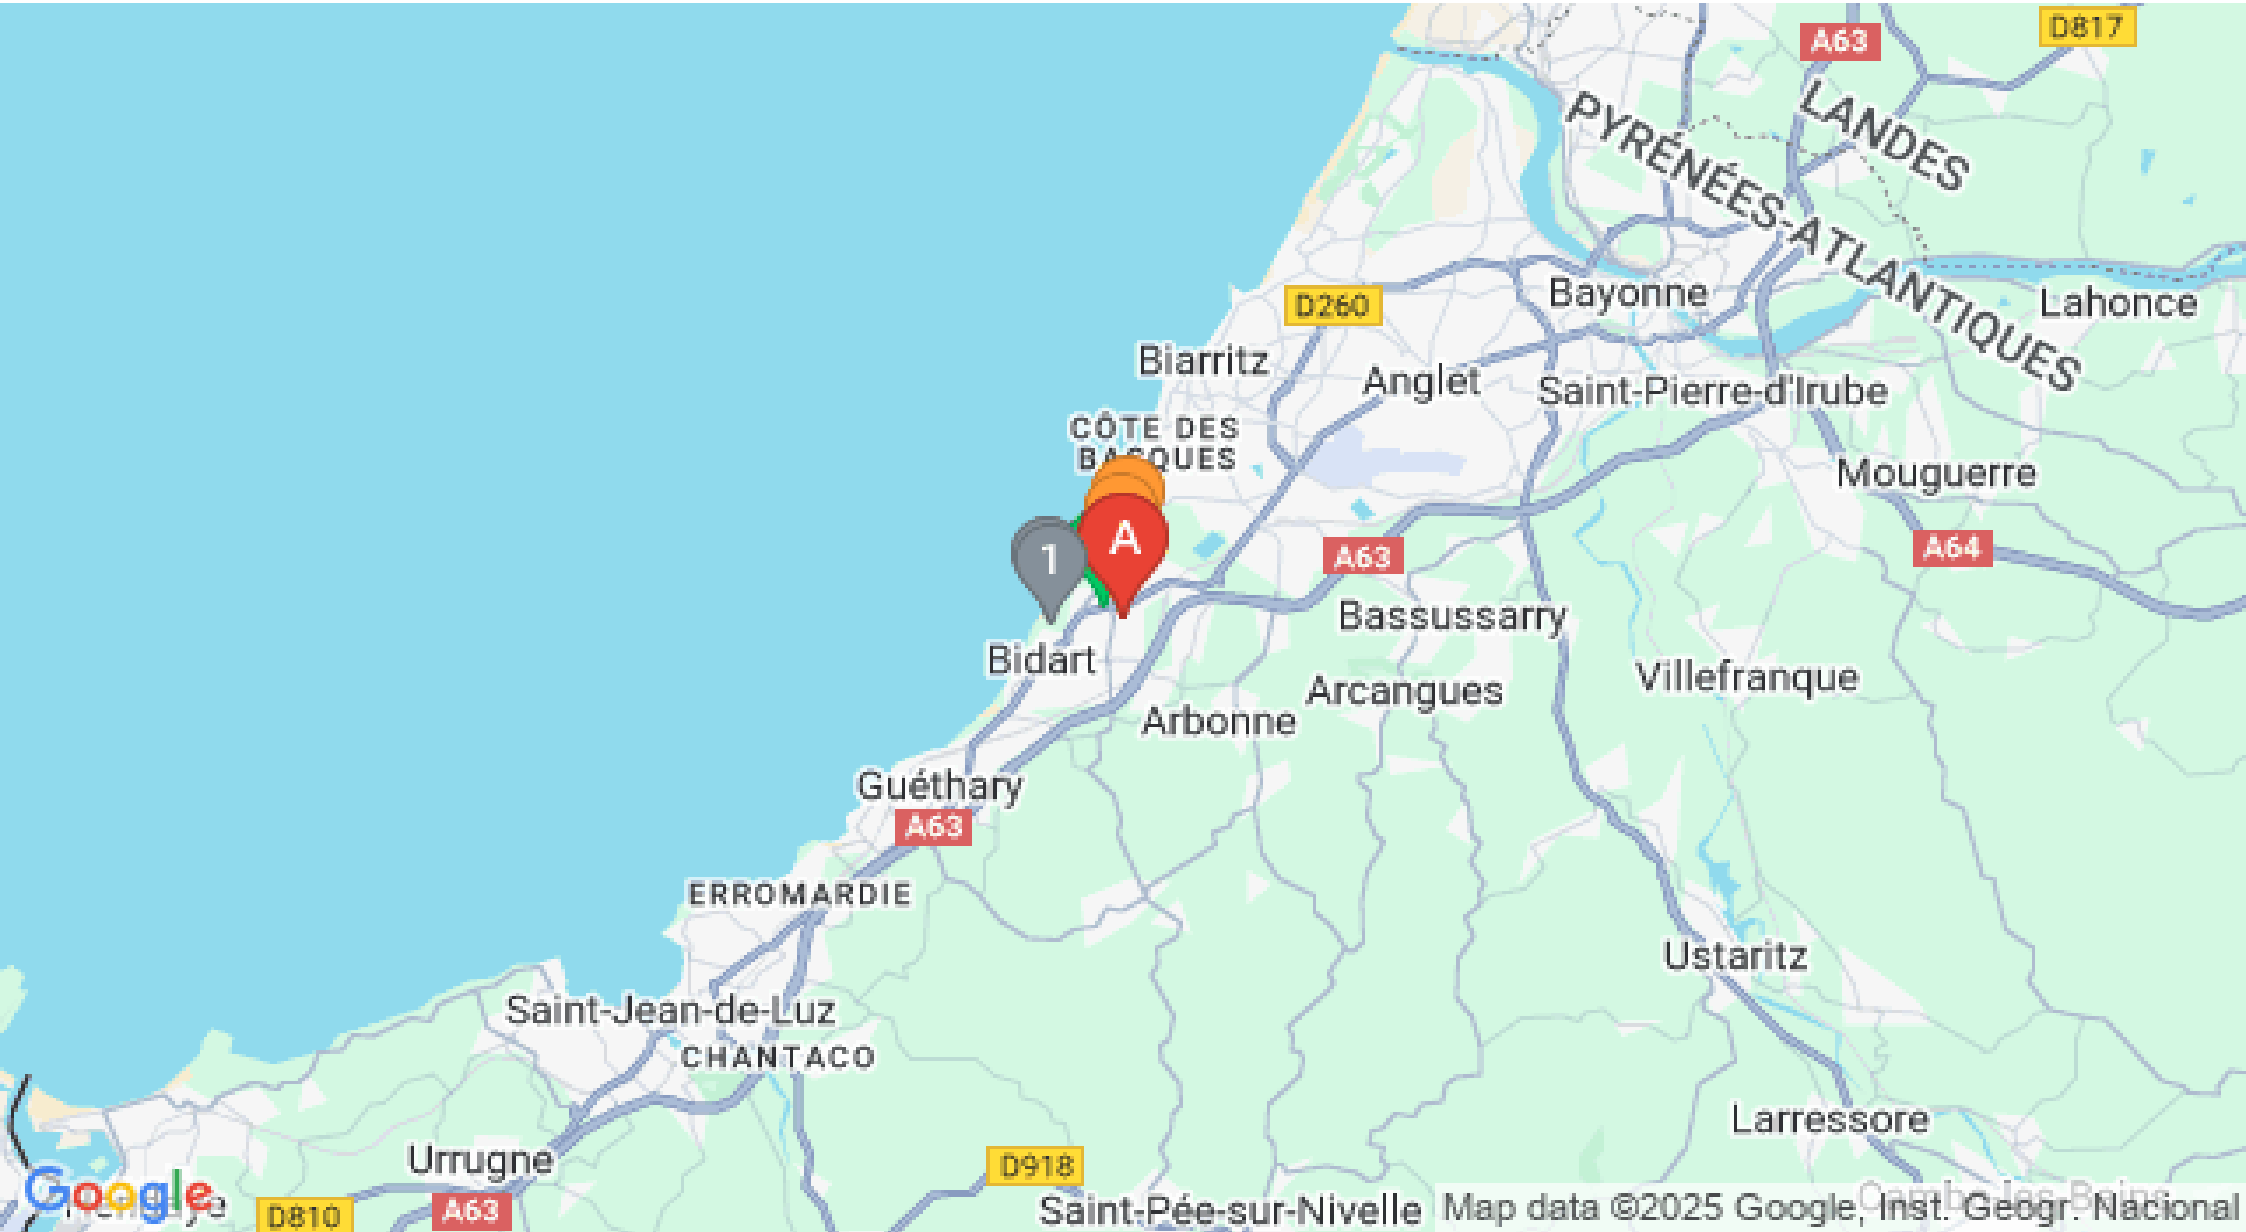 D817
A63
LANDES
PYRÉNÉES-ATLANTIQUES
Bayonne
Lahonce
D260
Biarritz
Anglet
Saint-Pierre-d'Irube
CÔTE DES
BASQUES
Mouguerre
A
1
A63
A64
Bassussarry
Bidart
Villefranque
Arcangues
Arbonne
Guéthary
A63
ERROMARDIE
Ustaritz
Saint-Jean-de-Luz
CHANTACO
Larressore
Urrugne
D918
Google
D810
A63
Saint-Pée-sur-Nivelle
Map data ©2025 Google, Inst. Geogr. Nacional